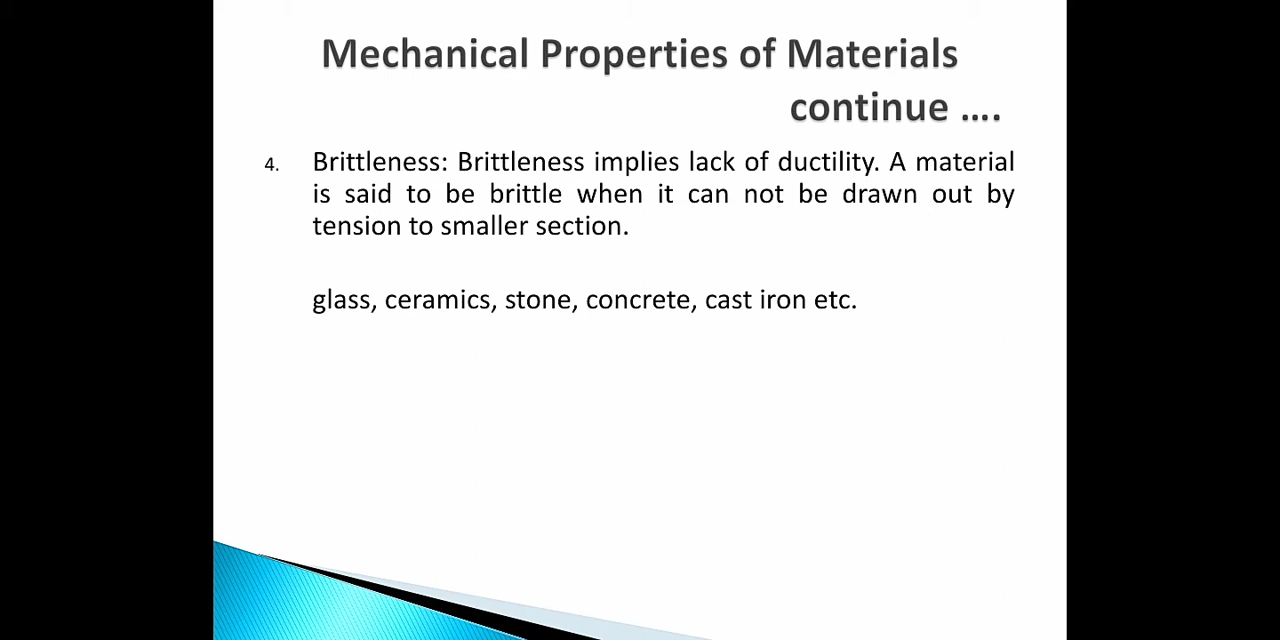 Mechanical Properties of Materials
continue ....
4. Brittleness: Brittleness implies lack of ductility. A material
is said to be brittle when it can not be drawn out by
tension to smaller section.
glass, ceramics, stone, concrete, cast iron etc.